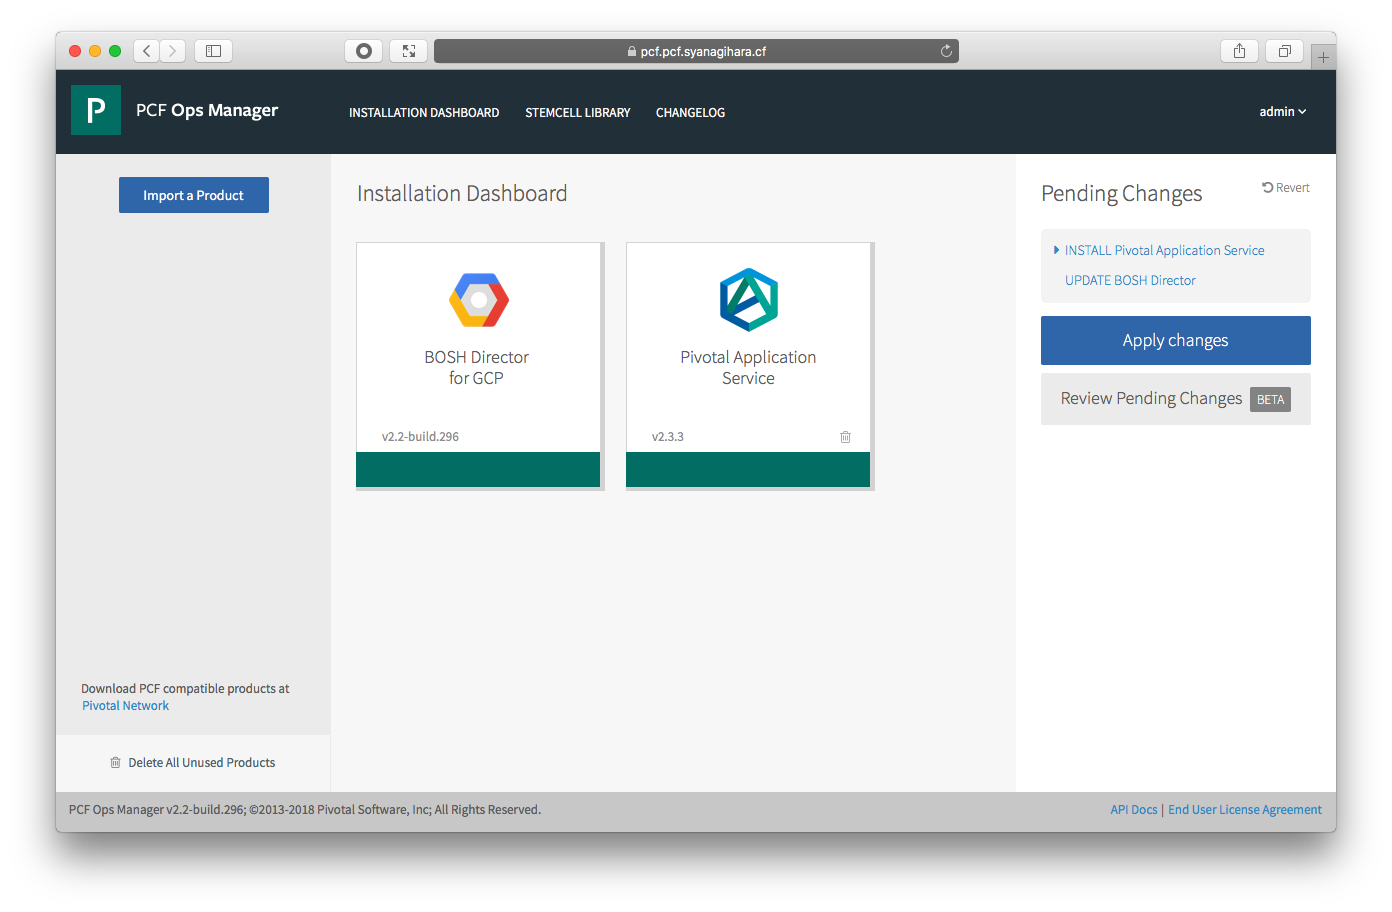 pcf.pcf.syanagihara.cf
P
PCF Ops Manager
INSTALLATION DASHBOARD
STEMCELL LIBRARY
CHANGELOG
admin
Import a Product
Installation Dashboard
BOSH Director
for GCP
v2.2-build.296
Pivotal Application
Service
v2.3.3
Pending Changes
Revert
INSTALL Pivotal Application Service
UPDATE BOSH Director
Apply changes
Review Pending Changes BETA
Download PCF compatible products at
Pivotal Network
Delete All Unused Products
PCF Ops Manager v2.2-build.296; ©2013-2018 Pivotal Software, Inc; All Rights Reserved.
API Docs | End User License Agreement